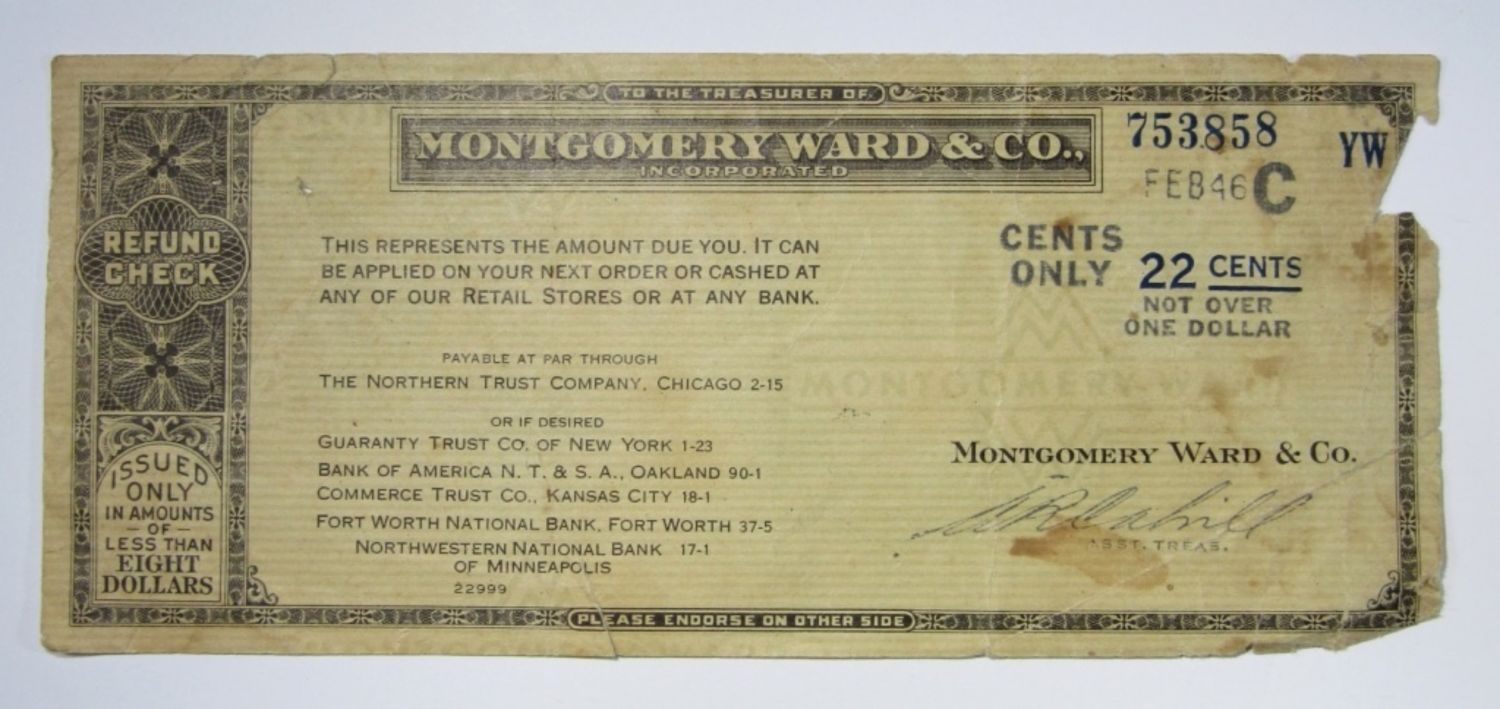 TO THE TREASURER OF
MONTGOMERY WARD & CO.,
INCORPORATED
753858
YW
FEB46 C
REFUND
CHECK
THIS REPRESENTS THE AMOUNT DUE YOU. IT CAN
BE APPLIED ON YOUR NEXT ORDER OR CASHED AT
ANY OF OUR RETAIL STORES OR AT ANY BANK.
CENTS
ONLY
22 CENTS
NOT OVER
ONE DOLLAR
PAYABLE AT PAR THROUGH
THE NORTHERN TRUST COMPANY, CHICAGO 2-15
MONTGOMERY WARD
OR IF DESIRED
GUARANTY TRUST CO. OF NEW YORK 1-23
BANK OF AMERICA N. T. & S. A., OAKLAND 90-1
COMMERCE TRUST CO., KANSAS CITY 18-1
FORT WORTH NATIONAL BANK, FORT WORTH 37-5
NORTHWESTERN NATIONAL BANK 17-1
OF MINNEAPOLIS
22999
MONTGOMERY WARD & CO.
ASST. TREAS.
ISSUED
ONLY
IN AMOUNTS
- OF -
LESS THAN
EIGHT
DOLLARS
PLEASE ENDORSE ON OTHER SIDE